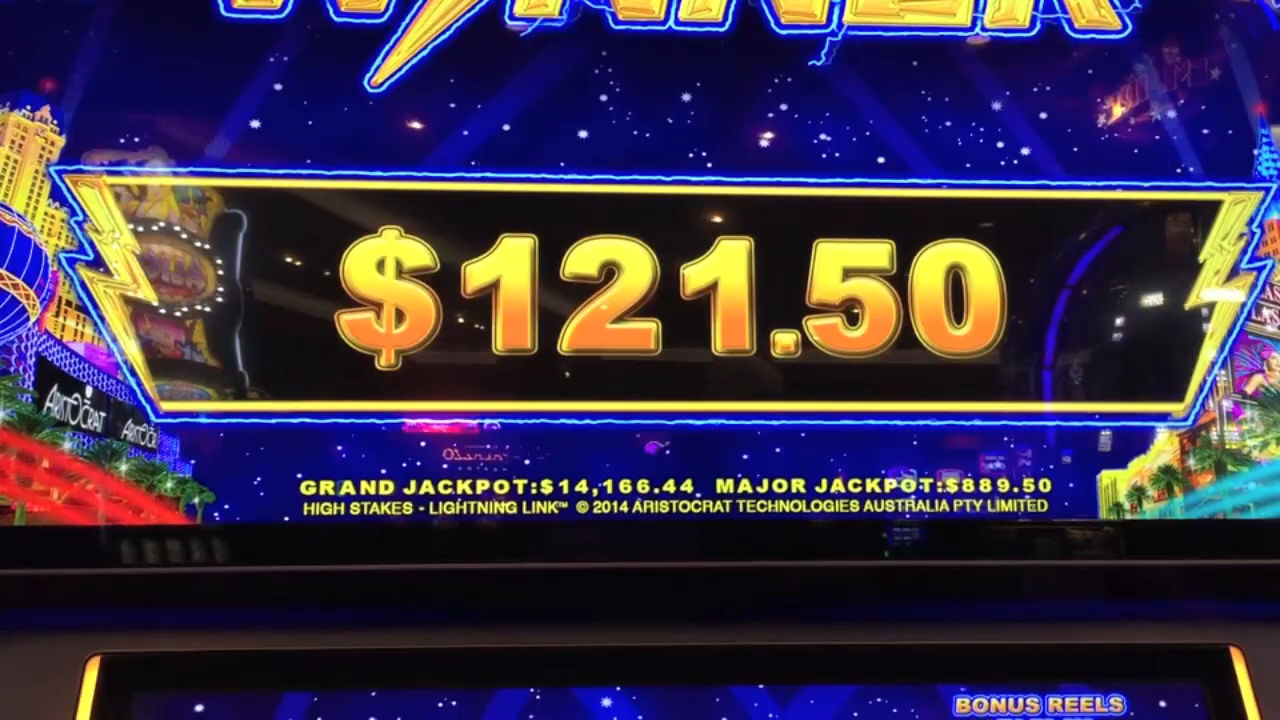 WINNER
$121.50
ARISTOCRAT
GRAND JACKPOT:$14,166.44 MAJOR JACKPOT:$889.50
HIGH STAKES - LIGHTNING LINK™ © 2014 ARISTOCRAT TECHNOLOGIES AUSTRALIA PTY LIMITED
BONUS REELS